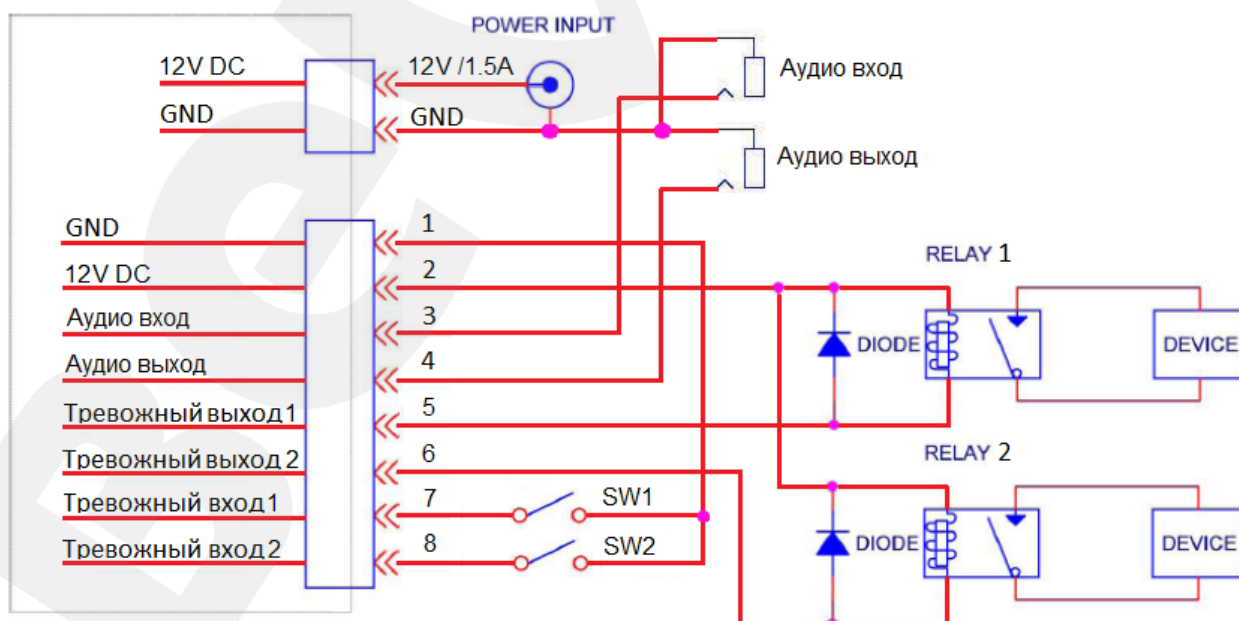 POWER INPUT
12V DC
12V /1.5A
Аудио вход
GND
GND
Аудио выход
GND
1
12V DC
2
RELAY 1
Аудио вход
3
DIODE
DEVICE
Аудио выход
4
Тревожный выход 1
5
Тревожный выход 2
6
RELAY 2
Тревожный вход 1
7
SW1
Тревожный вход 2
8
SW2
DIODE
DEVICE